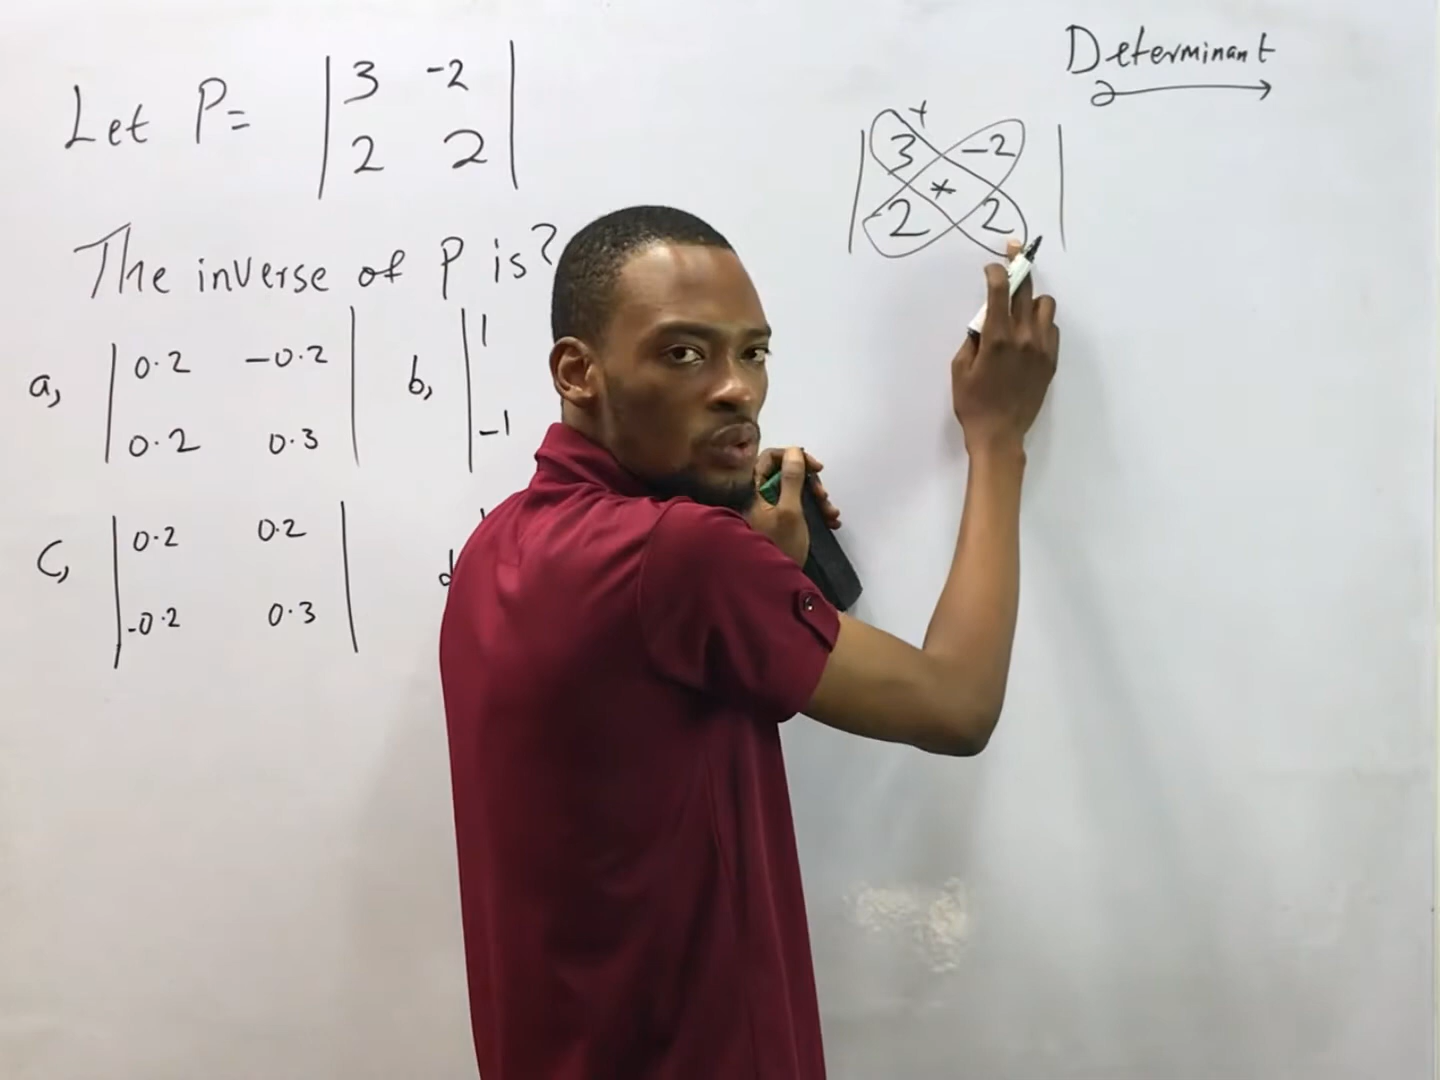 Let P= | 3 -2 |
| 2 2 |
The inverse of P is?
a, | 0.2 -0.2 |
| 0.2 0.3 |
b, | 1
| -1
c, | 0.2 0.2 |
| -0.2 0.3 |
d
Determinant
+
| 3 -2 |
*
| 2 2 |
-